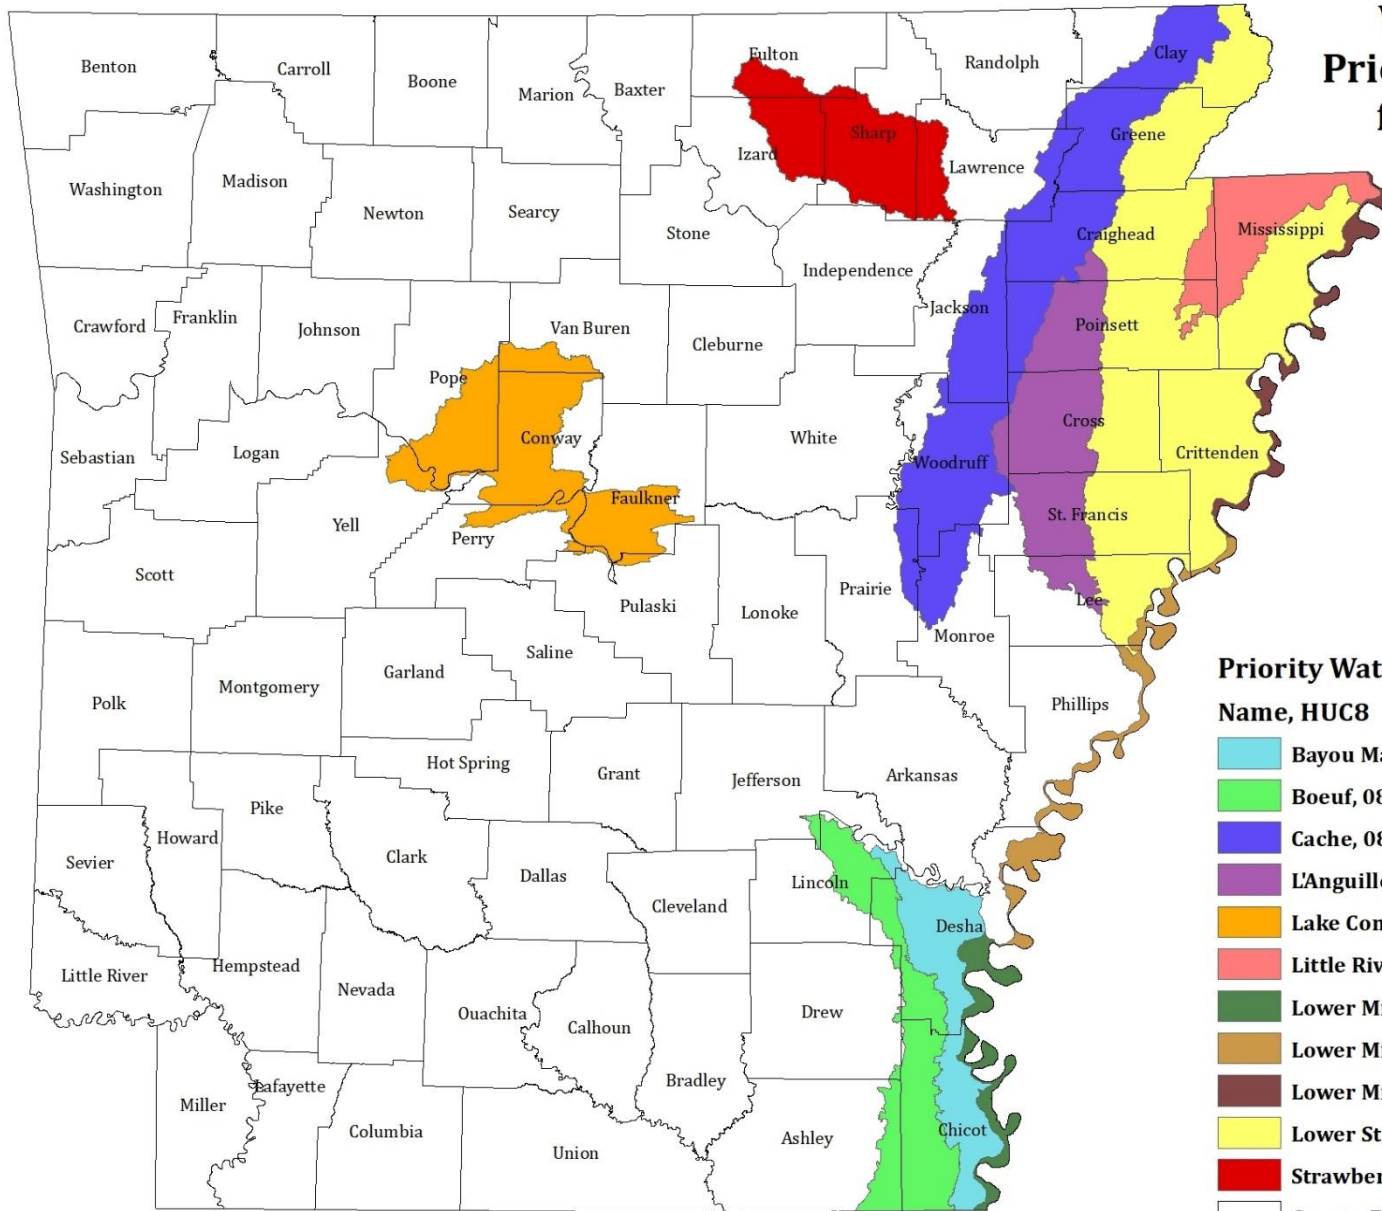 Fulton
Clay
Randolph
Benton
Carroll
Boone
Marion
Baxter
Sharp
Greene
Izard
Lawrence
Washington
Madison
Newton
Searcy
Stone
Craighead
Mississippi
Independence
Jackson
Crawford
Franklin
Johnson
Van Buren
Cleburne
Poinsett
Pope
Conway
White
Cross
Sebastian
Logan
Woodruff
Crittenden
Faulkner
St. Francis
Yell
Perry
Scott
Pulaski
Lonoke
Prairie
Lee
Monroe
Saline
Garland
Montgomery
Polk
Phillips
Hot Spring
Grant
Jefferson
Arkansas
Pike
Howard
Sevier
Clark
Dallas
Lincoln
Cleveland
Desha
Little River
Hempstead
Nevada
Ouachita
Calhoun
Drew
Bradley
Lafayette
Miller
Columbia
Union
Ashley
Chicot
Priority Wat
Name, HUC8
Bayou Ma
Boeuf, 08
Cache, 08
L'Anguill
Lake Con
Little Riv
Lower Mi
Lower Mi
Lower Mi
Lower St
Strawber